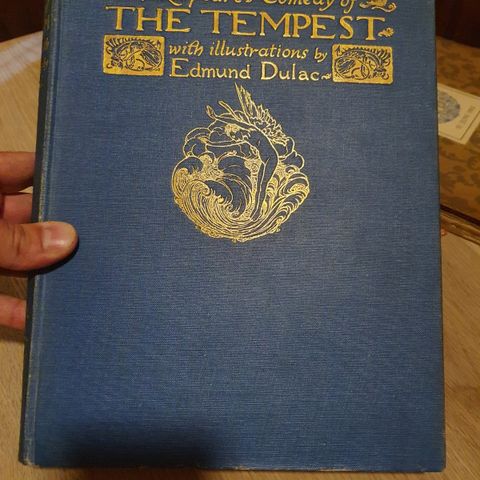 Comedy of
THE TEMPEST
with illustrations by
Edmund Dulac